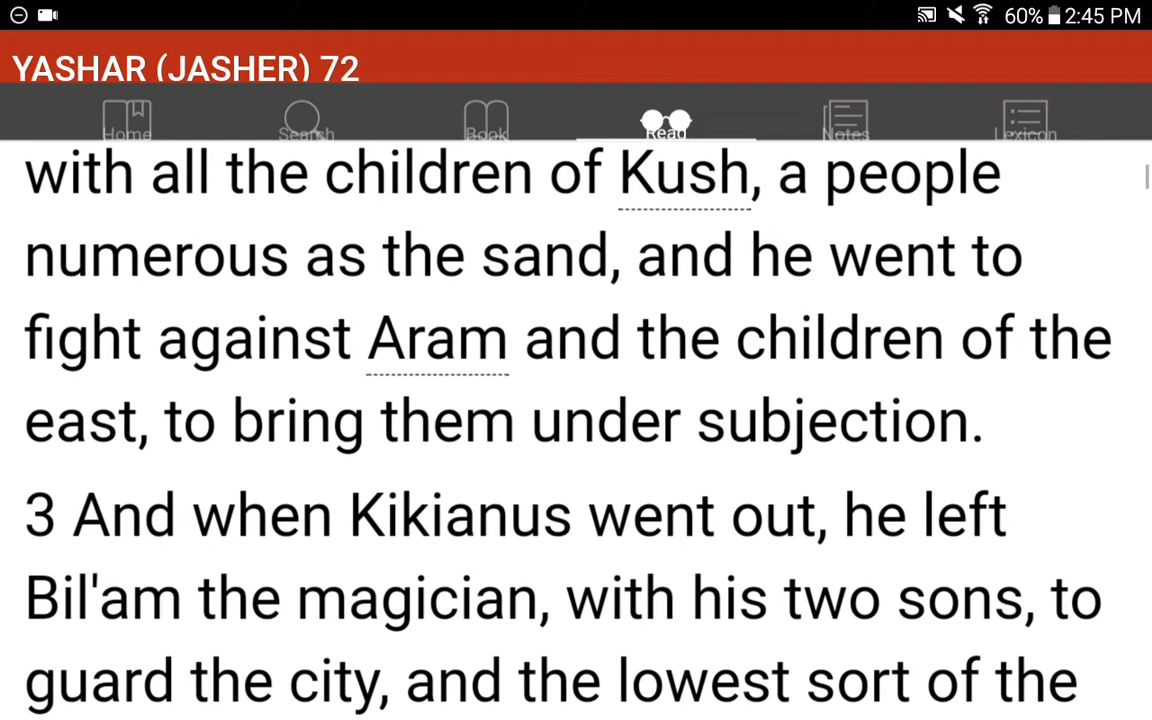 60% 2:45 PM
YASHAR (JASHER) 72
Home Search Book Read Notes Lexicon
with all the children of Kush, a people
numerous as the sand, and he went to
fight against Aram and the children of the
east, to bring them under subjection.
3 And when Kikianus went out, he left
Bil'am the magician, with his two sons, to
guard the city, and the lowest sort of the